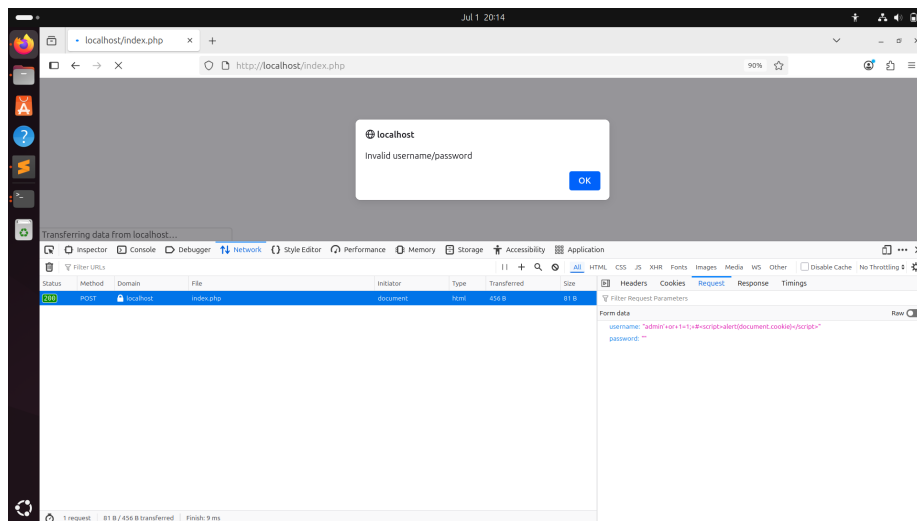 Jul 1 20:14
localhost/index.php
http://localhost/index.php
90%
localhost
Invalid username/password
OK
Transferring data from localhost…
Inspector Console Debugger Network Style Editor Performance Memory Storage Accessibility Application
Filter URLs
All HTML CSS JS XHR Fonts Images Media WS Other Disable Cache No Throttling
Status Method Domain File Initiator Type Transferred Size
Headers Cookies Request Response Timings
200 POST localhost index.php document html 456 B 81 B
Filter Request Parameters
Form data Raw
username: "admin'+or+1=1;+#<script>alert(document.cookie)</script>"
password: ""
1 request 81 B / 456 B transferred Finish: 9 ms